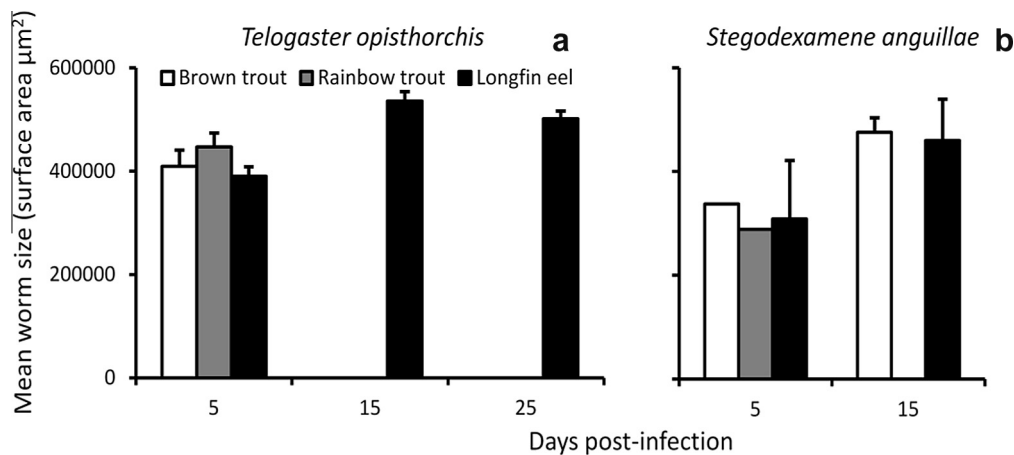 Telogaster opisthorchis a
Stegodexamene anguillae b
Mean worm size (surface area µm²)
600000
400000
200000
0
Brown trout Rainbow trout Longfin eel
5 15 25
5 15
Days post-infection